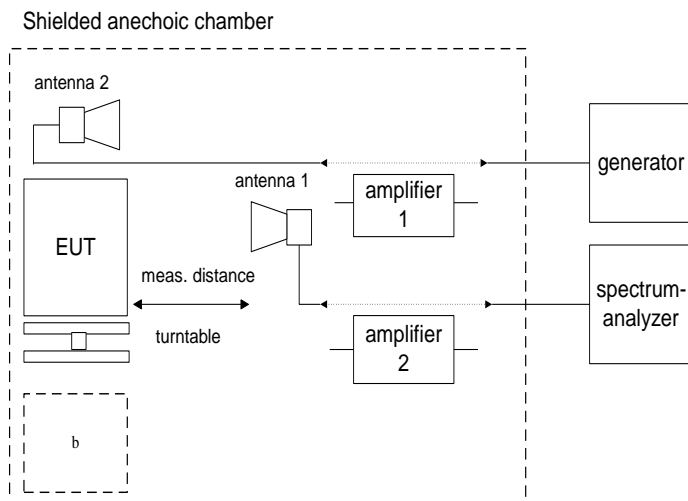 Shielded anechoic chamber
antenna 2
generator
antenna 1
amplifier
1
EUT
meas. distance
spectrum-
analyzer
turntable
amplifier
2
b